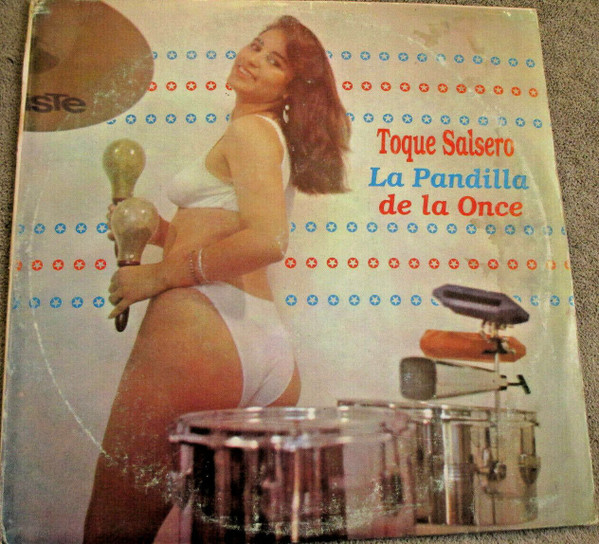 Toque Salsero
La Pandilla
de la Once